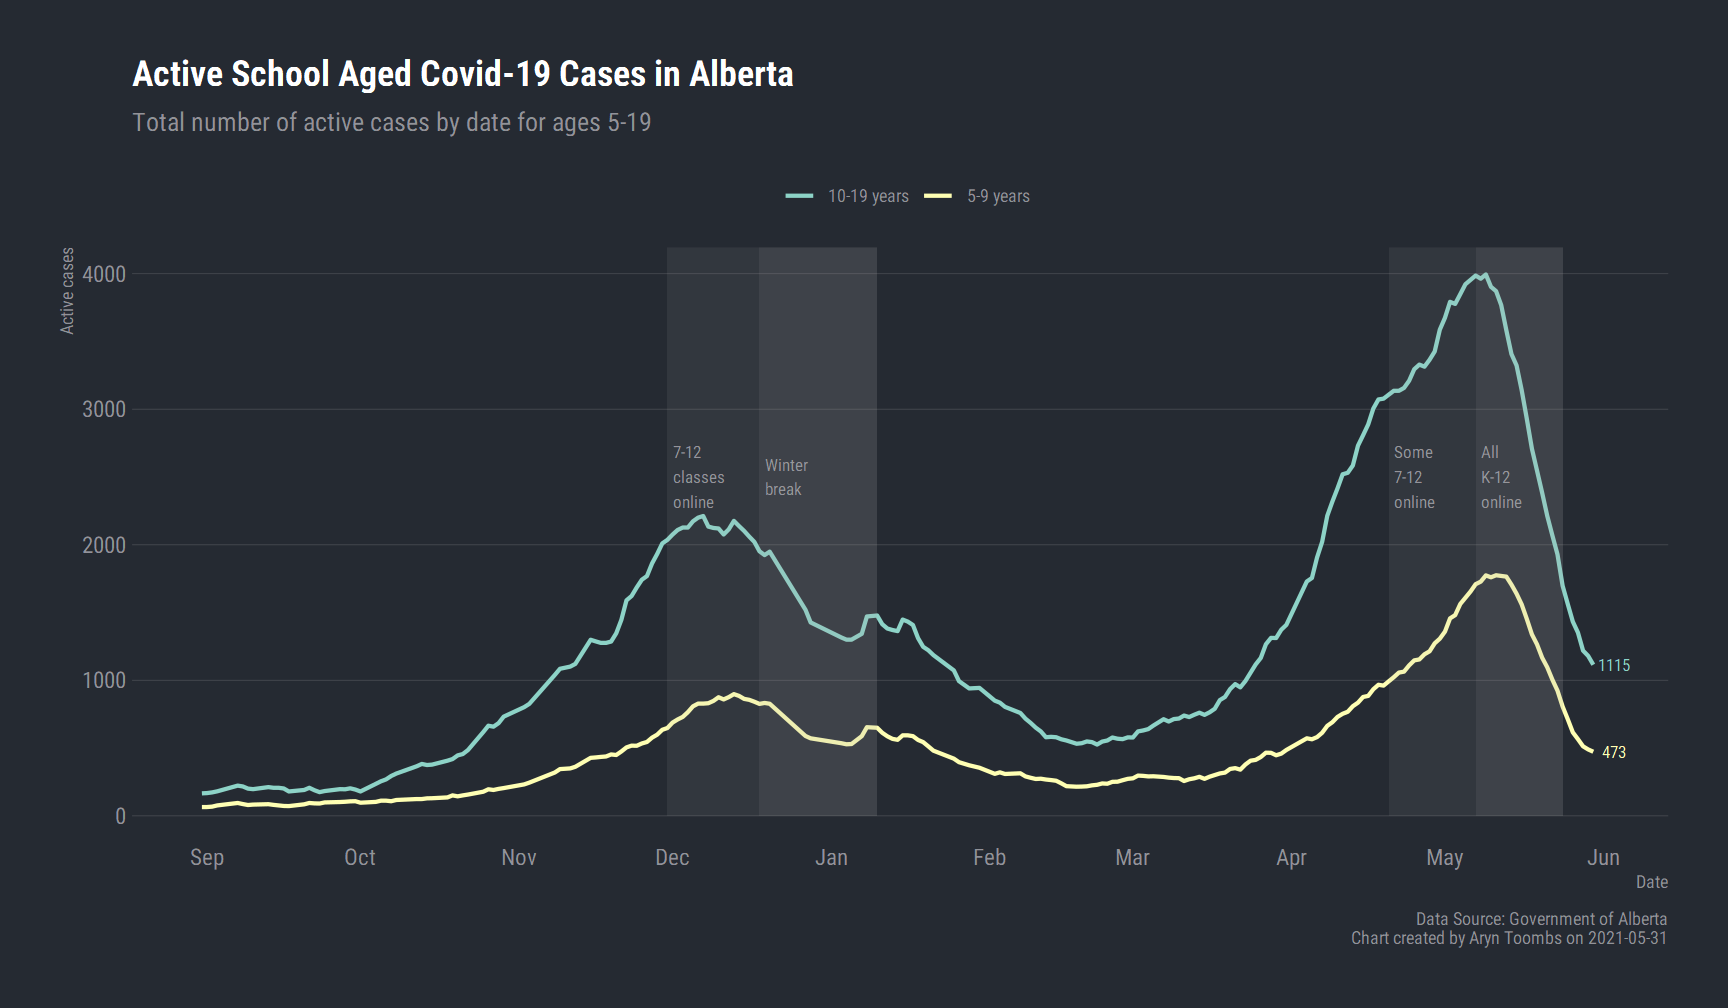 Active School Aged Covid-19 Cases in Alberta
Total number of active cases by date for ages 5-19
10-19 years
5-9 years
Active cases
4000
3000
2000
1000
0
7-12
classes
online
Winter
break
Some
7-12
online
All
K-12
online
1115
473
Sep
Oct
Nov
Dec
Jan
Feb
Mar
Apr
May
Jun
Date
Data Source: Government of Alberta
Chart created by Aryn Toombs on 2021-05-31